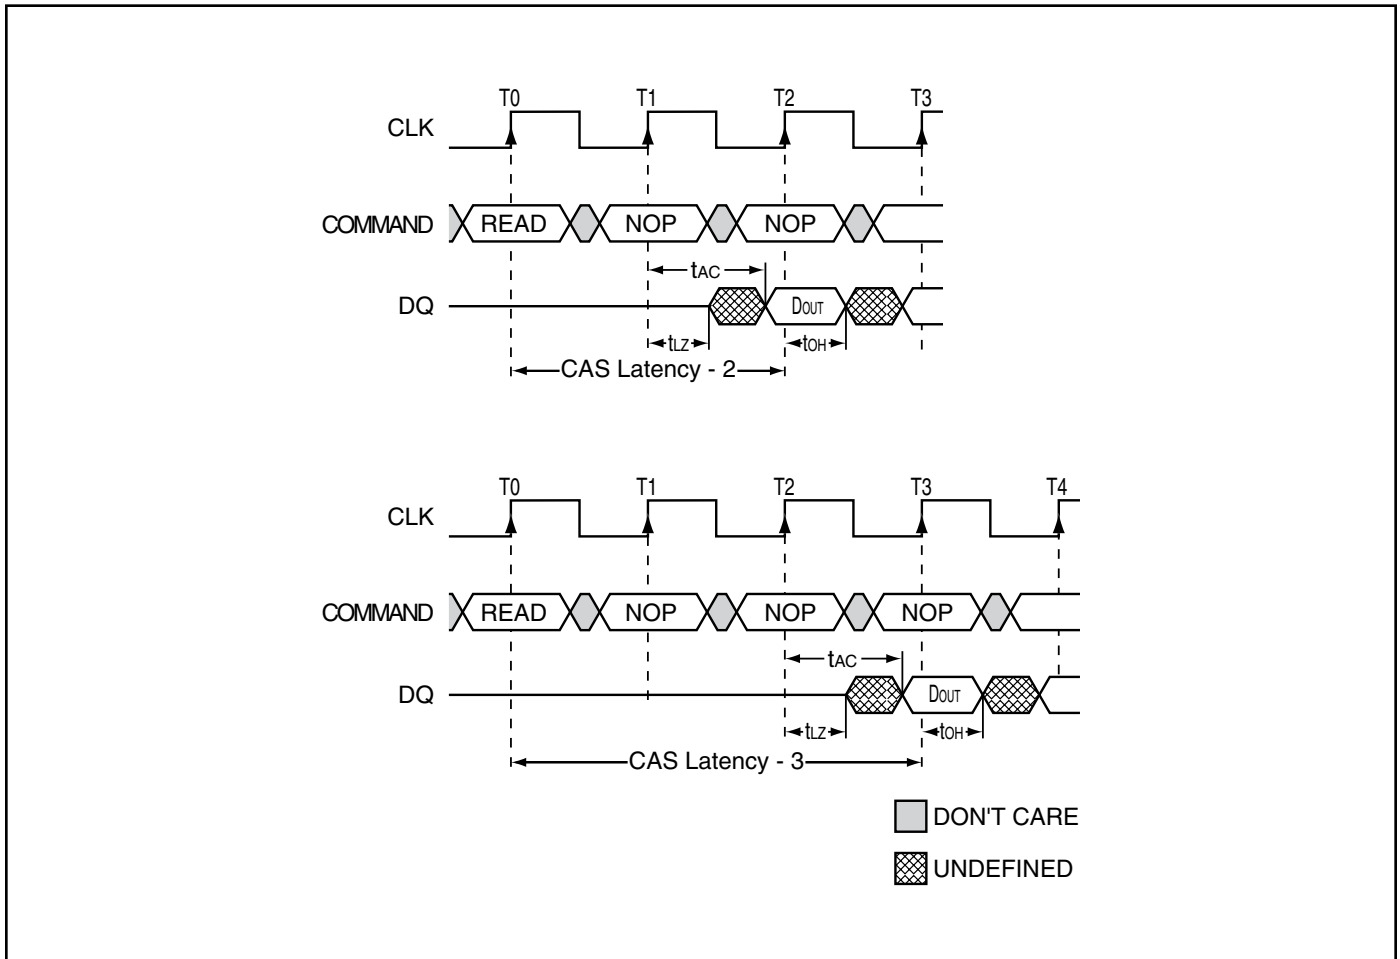 T0 T1 T2 T3
CLK
COMMAND READ NOP NOP
tAC
DQ DOUT
tLZ tOH
CAS Latency - 2
T0 T1 T2 T3 T4
CLK
COMMAND READ NOP NOP NOP
tAC
DQ DOUT
tLZ tOH
CAS Latency - 3
DON'T CARE
UNDEFINED